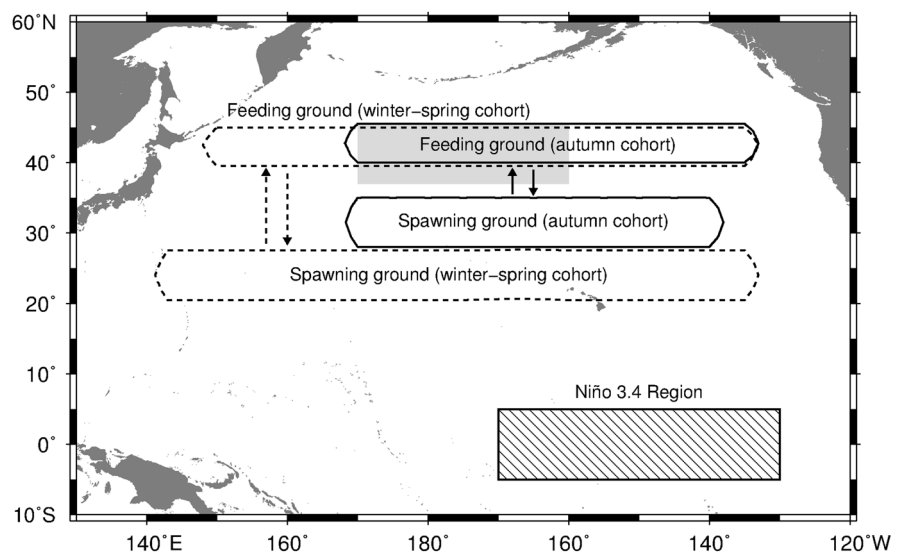 60˚N
50˚
Feeding ground (winter−spring cohort)
Feeding ground (autumn cohort)
40˚
Spawning ground (autumn cohort)
30˚
Spawning ground (winter−spring cohort)
20˚
10˚
Niño 3.4 Region
0˚
10˚S
140˚E 160˚ 180˚ 160˚ 140˚ 120˚W